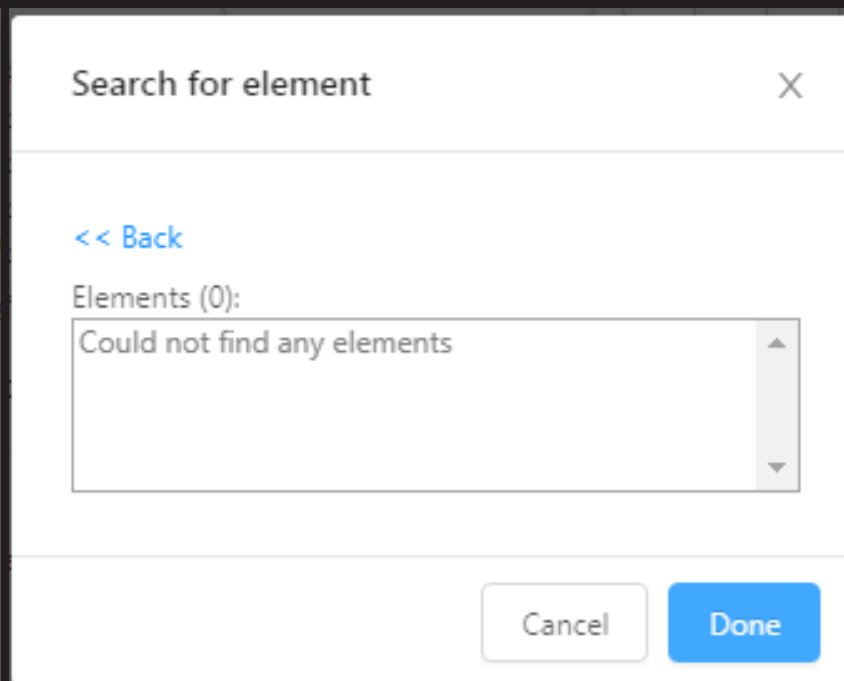 Search for element
X
<< Back
Elements (0):
Could not find any elements
Cancel
Done